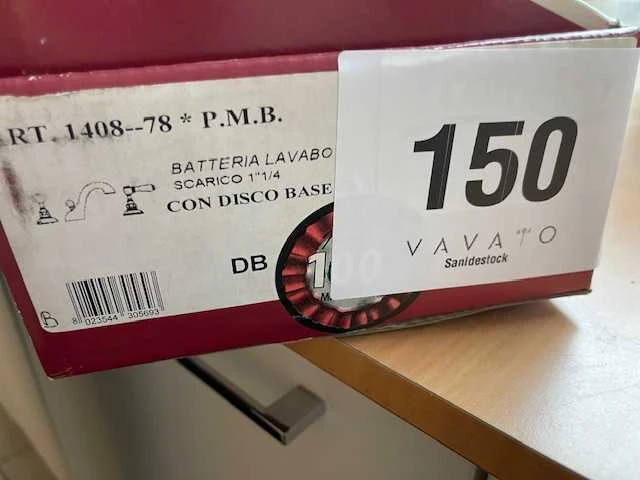 RT. 1408--78 * P.M.B.
BATTERIA LAVABO
SCARICO 1"1/4
CON DISCO BASE
DB
100
M
B
8 023544 305693
150
VAVATO
Sanidestock